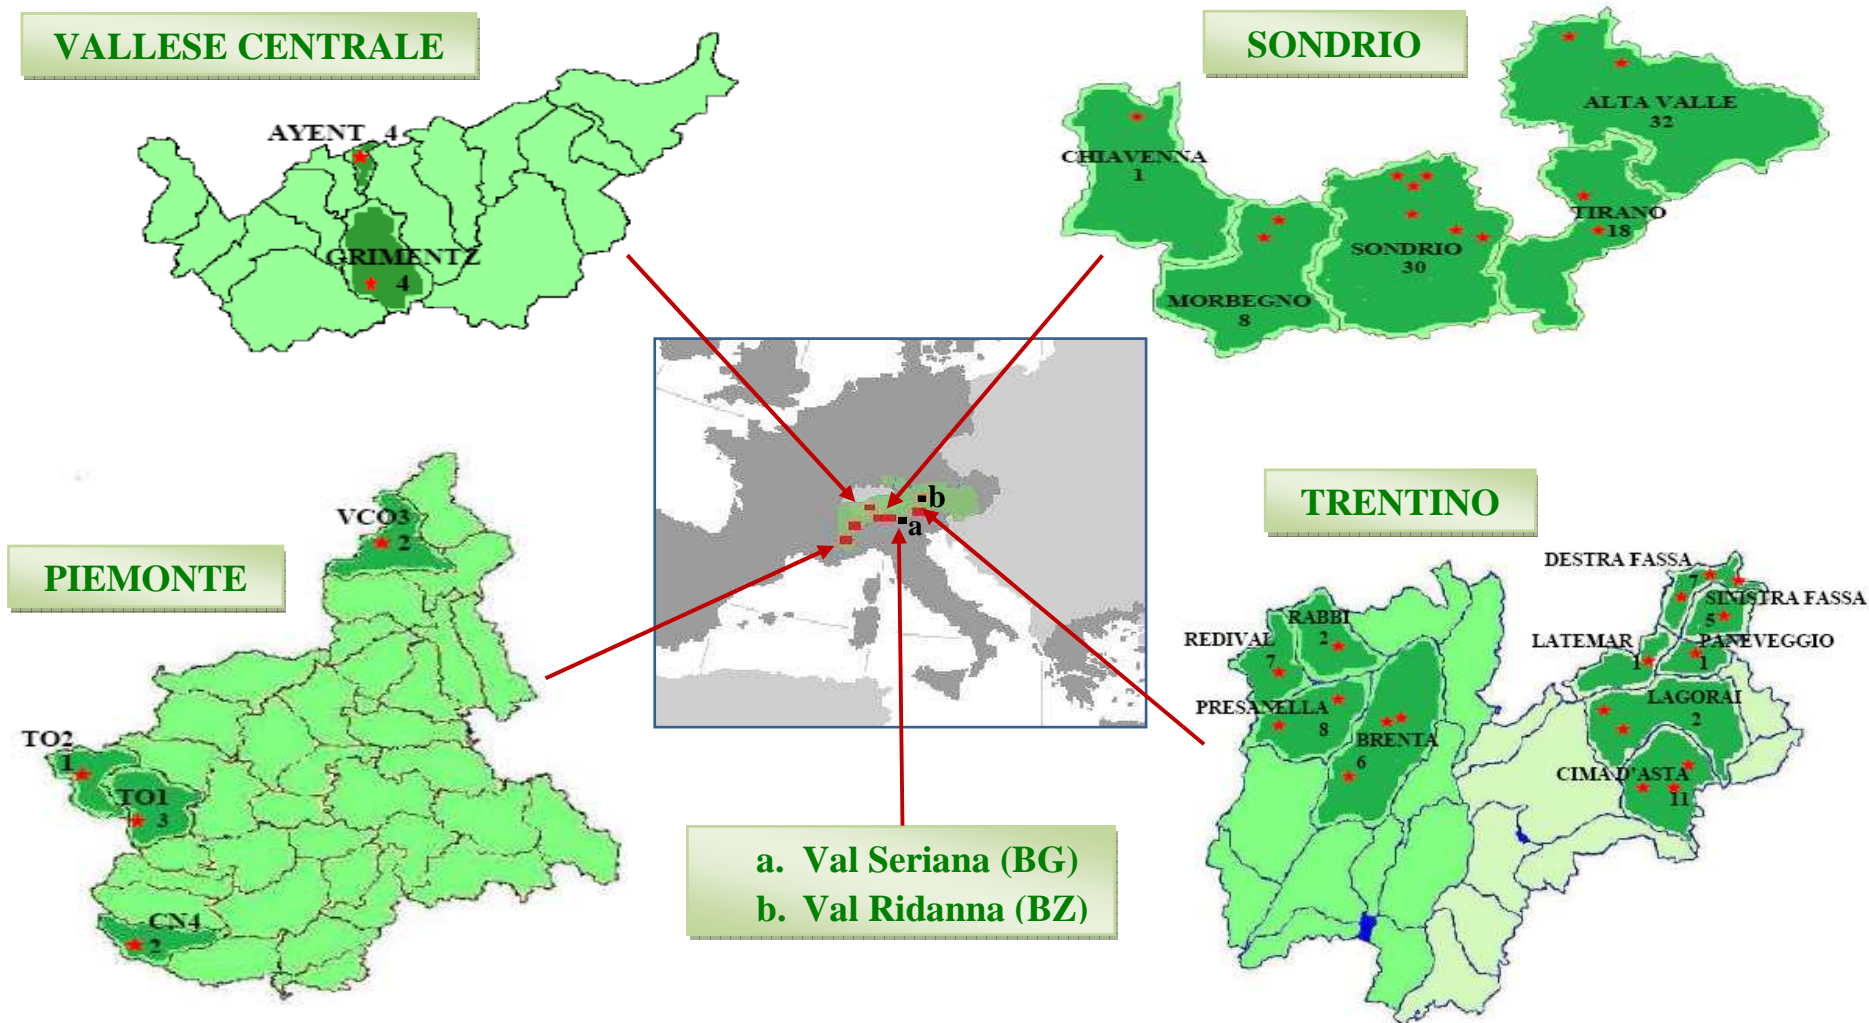 VALLESE CENTRALE
AYENT 4
GRIMENTZ
4
SONDRIO
ALTA VALLE
32
CHIAVENNA
1
TIRANO
18
SONDRIO
30
MORBEGNO
8
b
a
PIEMONTE
VCO3
2
TO2
1
TO1
3
CN4
2
a. Val Seriana (BG)
b. Val Ridanna (BZ)
TRENTINO
DESTRA FASSA
7
SINISTRA FASSA
5
RABBI
2
REDIVAL
7
LATEMAR
1
PANEVEGGIO
1
PRESANELLA
8
LAGORAI
2
BRENTA
6
CIMA D'ASTA
11